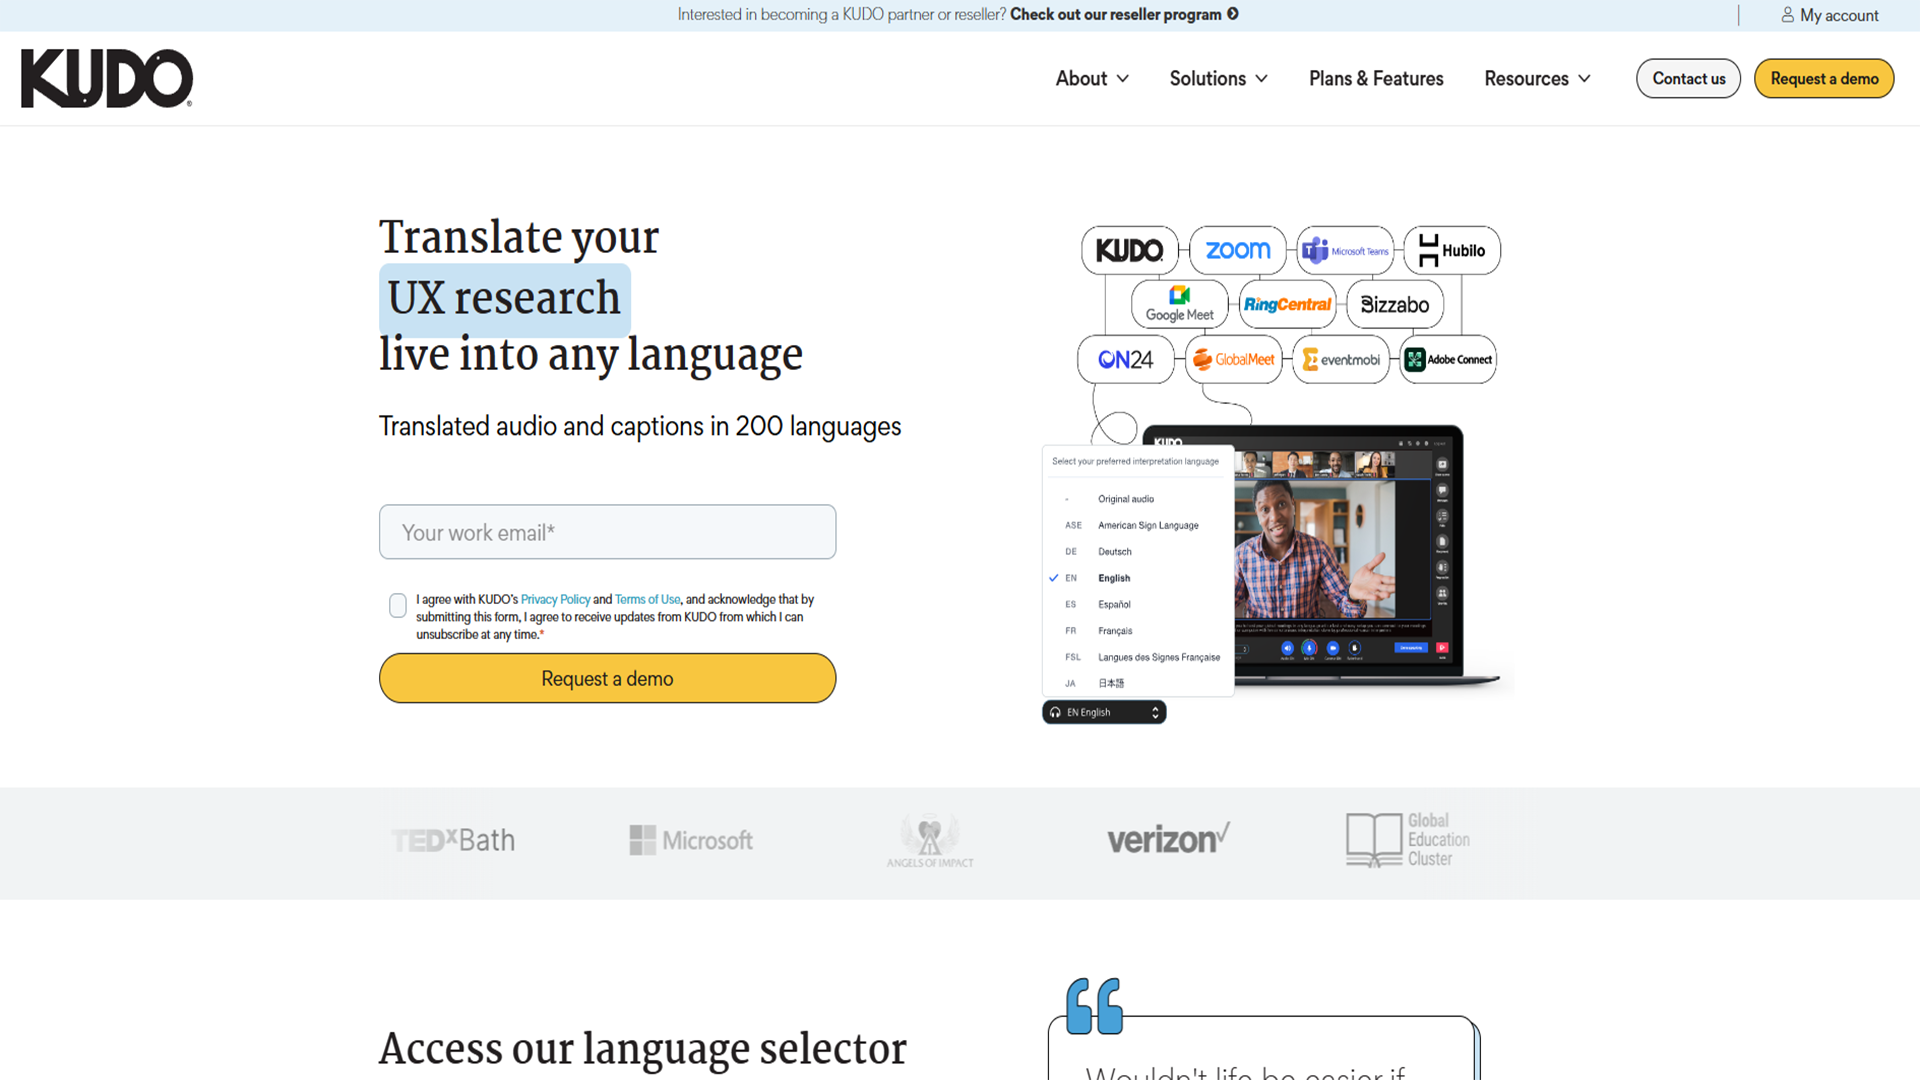 Interested in becoming a KUDO partner or reseller? Check out our reseller program
My account
KUDO
About
Solutions
Plans & Features
Resources
Contact us
Request a demo
Translate your
UX research
live into any language
Translated audio and captions in 200 languages
Your work email*
I agree with KUDO's Privacy Policy and Terms of Use, and acknowledge that by
submitting this form, I agree to receive updates from KUDO from which I can
unsubscribe at any time.*
Request a demo
KUDO
zoom
Microsoft Teams
Hubilo
Google Meet
RingCentral
Bizzabo
ON24
GlobalMeet
eventmobi
Adobe Connect
KUDO
Select your preferred interpretation language
- Original audio
ASE American Sign Language
DE Deutsch
EN English
ES Español
FR Français
FSL Langues des Signes Française
JA 日本語
EN English
TEDxBath
Microsoft
ANGELS OF IMPACT
verizon
Global
Education
Cluster
Access our language selector
Wouldn't life be easier if